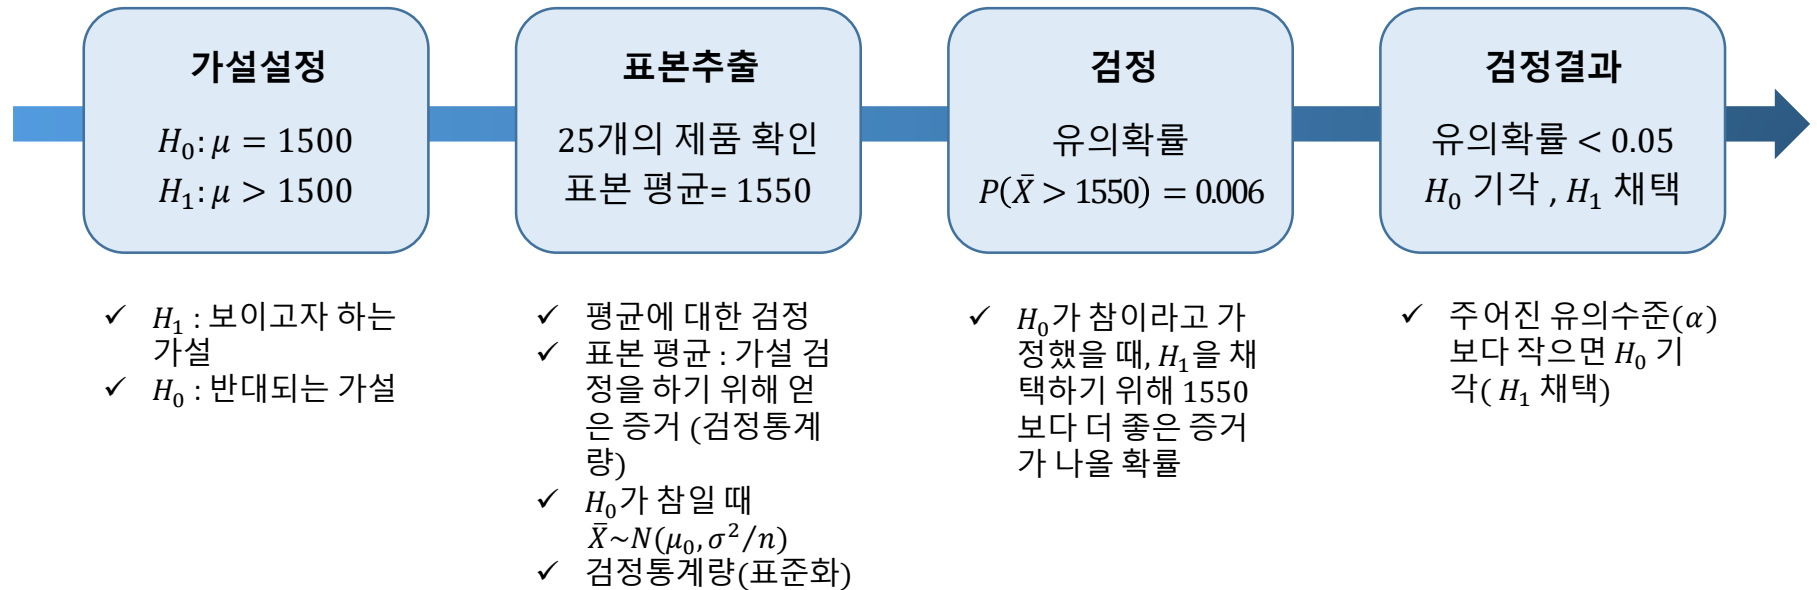 가설설정
H₀: μ = 1500
H₁: μ > 1500
표본추출
25개의 제품 확인
표본 평균= 1550
검정
유의확률
P(X̄ > 1550) = 0.006
검정결과
유의확률 < 0.05
H₀ 기각 , H₁ 채택
✓ H₁ : 보이고자 하는
가설
✓ H₀ : 반대되는 가설
✓ 평균에 대한 검정
✓ 표본 평균 : 가설 검
정을 하기 위해 얻
은 증거 (검정통계
량)
✓ H₀가 참일 때
X̄~N(μ₀, σ²/n)
✓ 검정통계량(표준화)
✓ H₀가 참이라고 가
정했을 때, H₁을 채
택하기 위해 1550
보다 더 좋은 증거
가 나올 확률
✓ 주어진 유의수준(α)
보다 작으면 H₀ 기
각( H₁ 채택)